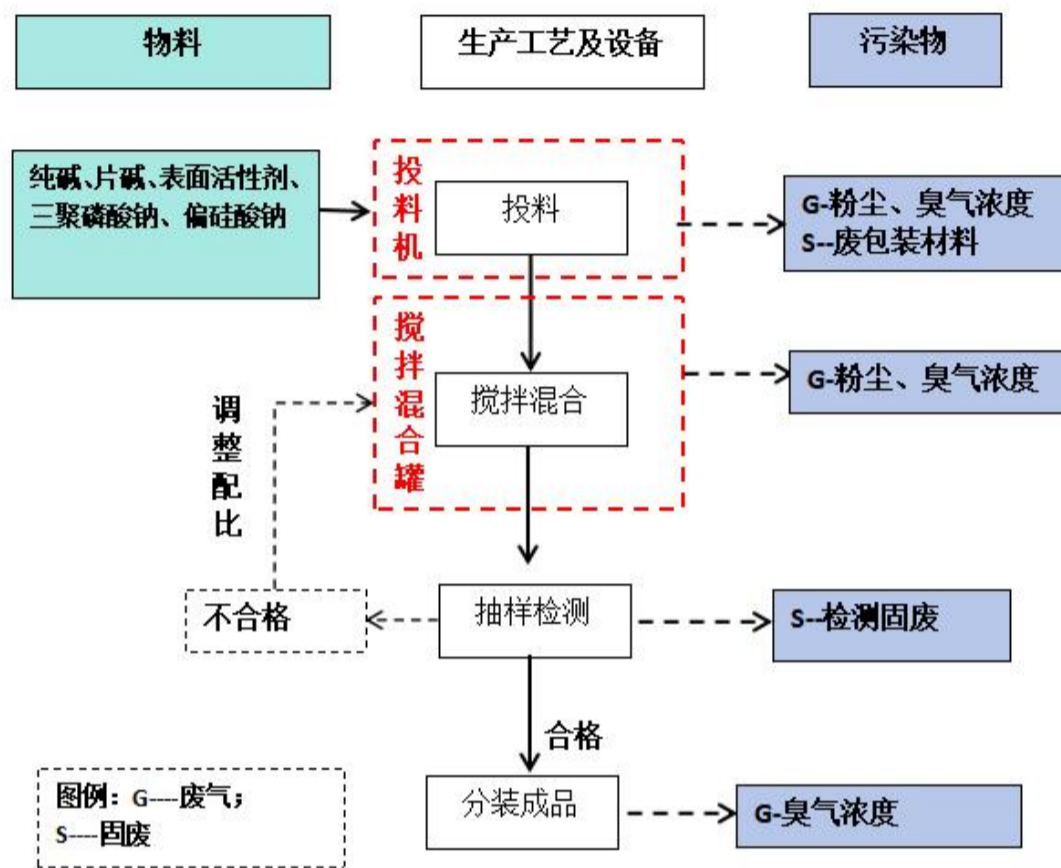 物料
生产工艺及设备
污染物
纯碱、片碱、表面活性剂、
三聚磷酸钠、偏硅酸钠
投料机
投料
G-粉尘、臭气浓度
S--废包装材料
搅拌混合罐
搅拌混合
G-粉尘、臭气浓度
调整配比
不合格
抽样检测
S--检测固废
合格
分装成品
G-臭气浓度
图例：G----废气；
S----固废